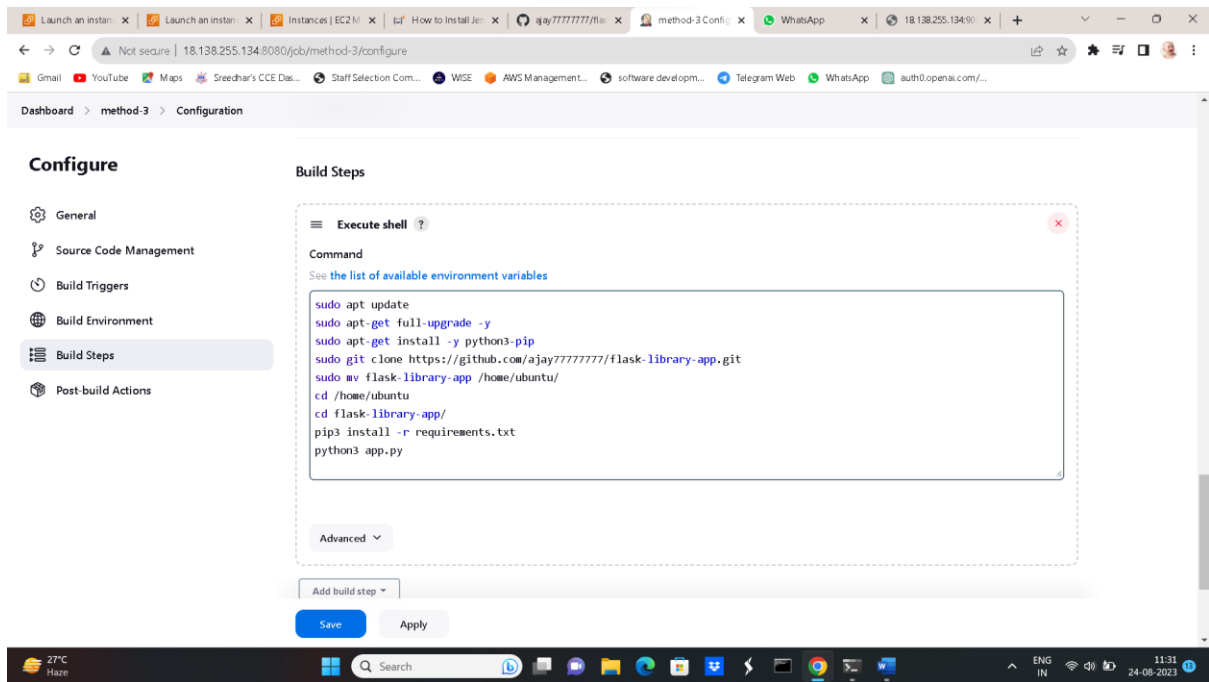 Launch an instan
Launch an instan
Instances | EC2 M
How to Install Jen
ajay77777777/fla
method-3 Config
WhatsApp
18.138.255.134:90
Not secure | 18.138.255.134:8080/job/method-3/configure
Gmail
YouTube
Maps
Sreedhar's CCE Das...
Staff Selection Com...
WISE
AWS Management...
software developm...
Telegram Web
WhatsApp
auth0.openai.com/...
Dashboard > method-3 > Configuration
Configure
General
Source Code Management
Build Triggers
Build Environment
Build Steps
Post-build Actions
Build Steps
Execute shell ?
Command
See the list of available environment variables
sudo apt update
sudo apt-get full-upgrade -y
sudo apt-get install -y python3-pip
sudo git clone https://github.com/ajay77777777/flask-library-app.git
sudo mv flask-library-app /home/ubuntu/
cd /home/ubuntu
cd flask-library-app/
pip3 install -r requirements.txt
python3 app.py
Advanced
Add build step
Save
Apply
27°C
Haze
Search
ENG
IN
11:31
24-08-2023
13